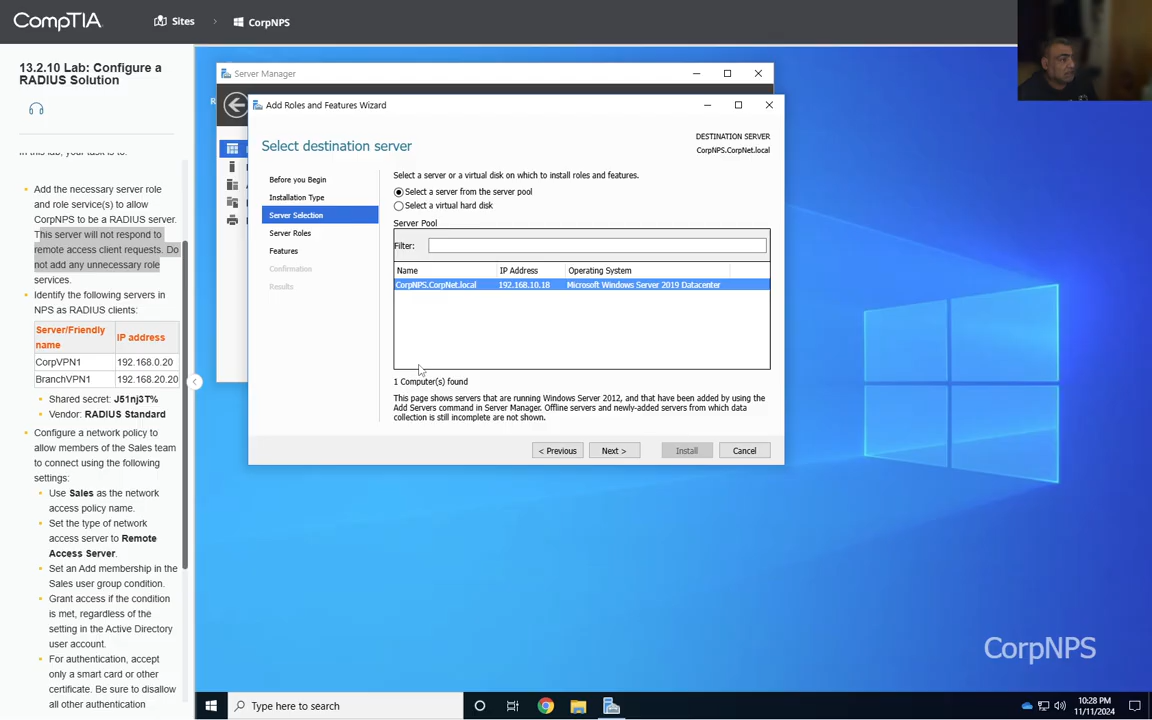 CompTIA.
Sites
CorpNPS
13.2.10 Lab: Configure a
RADIUS Solution
Add the necessary server role
and role service(s) to allow
CorpNPS to be a RADIUS server.
This server will not respond to
remote access client requests. Do
not add any unnecessary role
services.
Identify the following servers in
NPS as RADIUS clients:
Server/Friendly
name
IP address
CorpVPN1
192.168.0.20
BranchVPN1
192.168.20.20
Shared secret: J51nj3T%
Vendor: RADIUS Standard
Configure a network policy to
allow members of the Sales team
to connect using the following
settings:
Use Sales as the network
access policy name.
Set the type of network
access server to Remote
Access Server.
Set an Add membership in the
Sales user group condition.
Grant access if the condition
is met, regardless of the
setting in the Active Directory
user account.
For authentication, accept
only a smart card or other
certificate. Be sure to disallow
all other authentication
Server Manager
Add Roles and Features Wizard
Select destination server
DESTINATION SERVER
CorpNPS.CorpNet.local
Before you Begin
Installation Type
Server Selection
Server Roles
Features
Confirmation
Results
Select a server or a virtual disk on which to install roles and features.
Select a server from the server pool
Select a virtual hard disk
Server Pool
Filter:
Name
IP Address
Operating System
CorpNPS.CorpNet.local
192.168.10.18
Microsoft Windows Server 2019 Datacenter
1 Computer(s) found
This page shows servers that are running Windows Server 2012, and that have been added by using the
Add Servers command in Server Manager. Offline servers and newly-added servers from which data
collection is still incomplete are not shown.
< Previous
Next >
Install
Cancel
CorpNPS
Type here to search
10:28 PM
11/11/2024